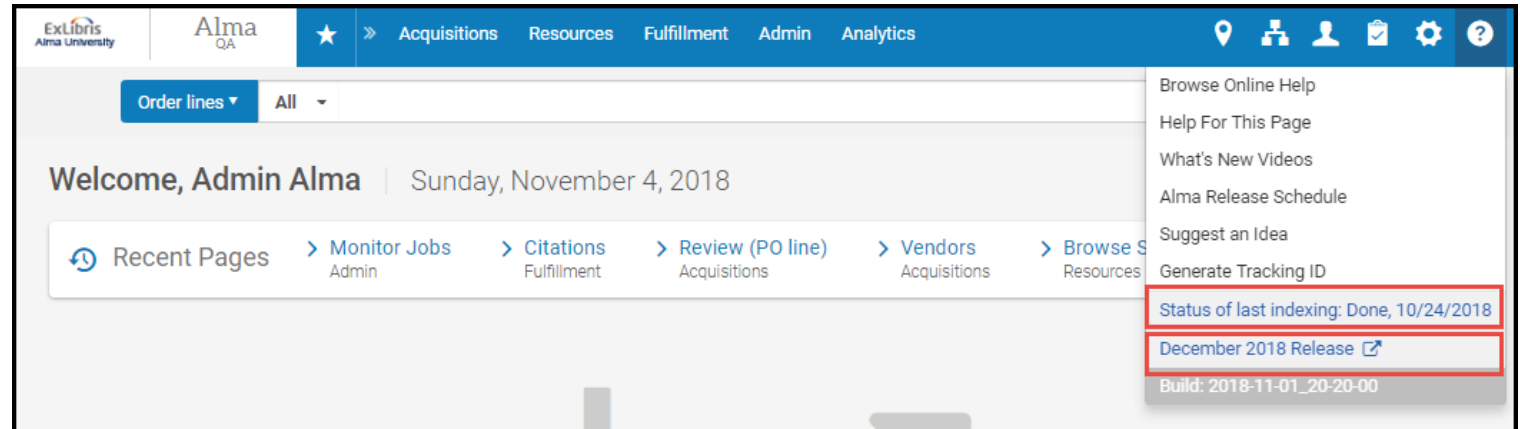 ExLibris
Alma University
Alma
QA
Acquisitions Resources Fulfillment Admin Analytics
Order lines All
Welcome, Admin Alma Sunday, November 4, 2018
Recent Pages
Monitor Jobs
Admin
Citations
Fulfillment
Review (PO line)
Acquisitions
Vendors
Acquisitions
Browse S
Resources
Browse Online Help
Help For This Page
What's New Videos
Alma Release Schedule
Suggest an Idea
Generate Tracking ID
Status of last indexing: Done, 10/24/2018
December 2018 Release
Build: 2018-11-01_20-20-00